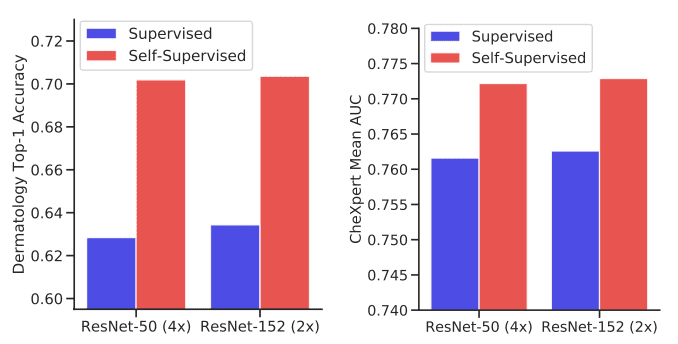 Dermatology Top-1 Accuracy
0.72
0.70
0.68
0.66
0.64
0.62
0.60
Supervised
Self-Supervised
ResNet-50 (4x)
ResNet-152 (2x)
CheXpert Mean AUC
0.780
0.775
0.770
0.765
0.760
0.755
0.750
0.745
0.740
Supervised
Self-Supervised
ResNet-50 (4x)
ResNet-152 (2x)